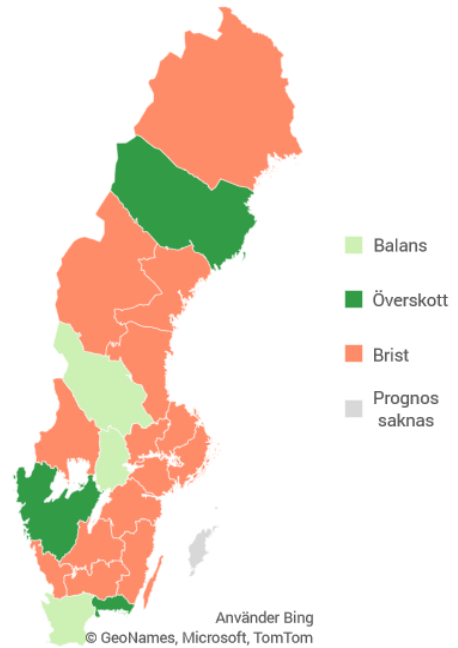 Balans
Överskott
Brist
Prognos
saknas
Använder Bing
© GeoNames, Microsoft, TomTom